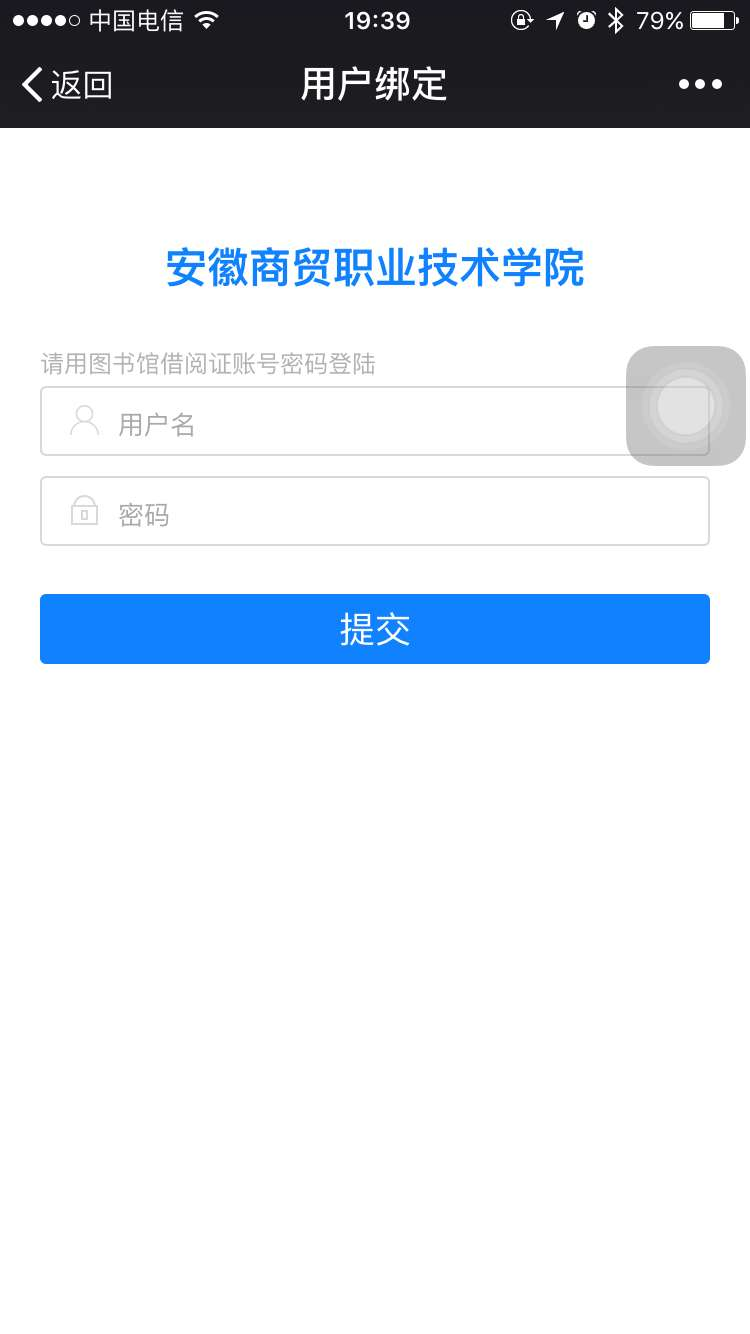 中国电信 19:39 79%
返回 用户绑定
安徽商贸职业技术学院
请用图书馆借阅证账号密码登陆
用户名
密码
提交